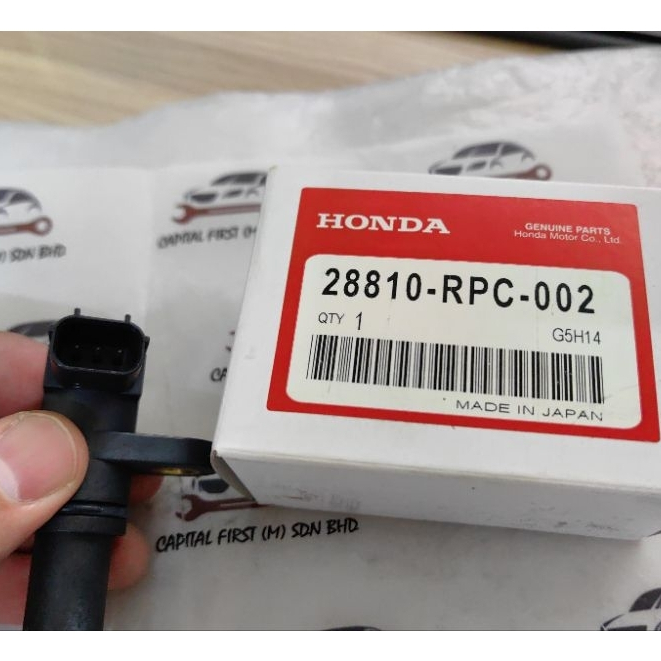 HONDA
GENUINE PARTS
Honda Motor Co., Ltd.
28810-RPC-002
QTY 1
G5H14
MADE IN JAPAN
CAPITAL FIRST (M
M) SDN BHD
CAPITAL FIRST (M) SDN BHD